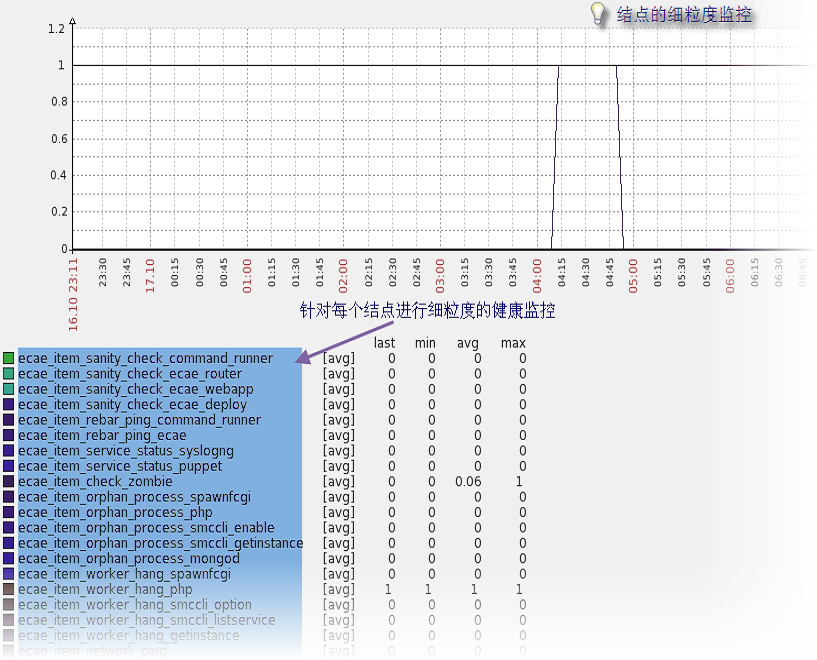 结点的细粒度监控
1.2
1
0.8
0.6
0.4
0.2
0
16.10 23:11 23:30 23:45 17.10 00:15 00:30 00:45 01:00 01:15 01:30 01:45 02:00 02:15 02:30 02:45 03:00 03:15 03:30 03:45 04:00 04:15 04:30 04:45 05:00 05:15 05:30 05:45 06:00 06:15 06:30 06:45
针对每个结点进行细粒度的健康监控
last min avg max
ecae_item_sanity_check_command_runner [avg] 0 0 0 0
ecae_item_sanity_check_ecae_router [avg] 0 0 0 0
ecae_item_sanity_check_ecae_webapp [avg] 0 0 0 0
ecae_item_sanity_check_ecae_deploy [avg] 0 0 0 0
ecae_item_rebar_ping_command_runner [avg] 0 0 0 0
ecae_item_rebar_ping_ecae [avg] 0 0 0 0
ecae_item_service_status_syslogng [avg] 0 0 0 0
ecae_item_service_status_puppet [avg] 0 0 0 0
ecae_item_check_zombie [avg] 0 0 0.06 1
ecae_item_orphan_process_spawnfcgi [avg] 0 0 0 0
ecae_item_orphan_process_php [avg] 0 0 0 0
ecae_item_orphan_process_smccli_enable [avg] 0 0 0 0
ecae_item_orphan_process_smccli_getinstance [avg] 0 0 0 0
ecae_item_orphan_process_mongod [avg] 0 0 0 0
ecae_item_worker_hang_spawnfcgi [avg] 0 0 0 0
ecae_item_worker_hang_php [avg] 1 1 1 1
ecae_item_worker_hang_smccli_option [avg] 0 0 0 0
ecae_item_worker_hang_smccli_listservice [avg] 0 0 0 0
ecae_item_worker_hang_getinstance [avg] 0 0 0 0
ecae_item_network_ping [avg] 0 0 0 0